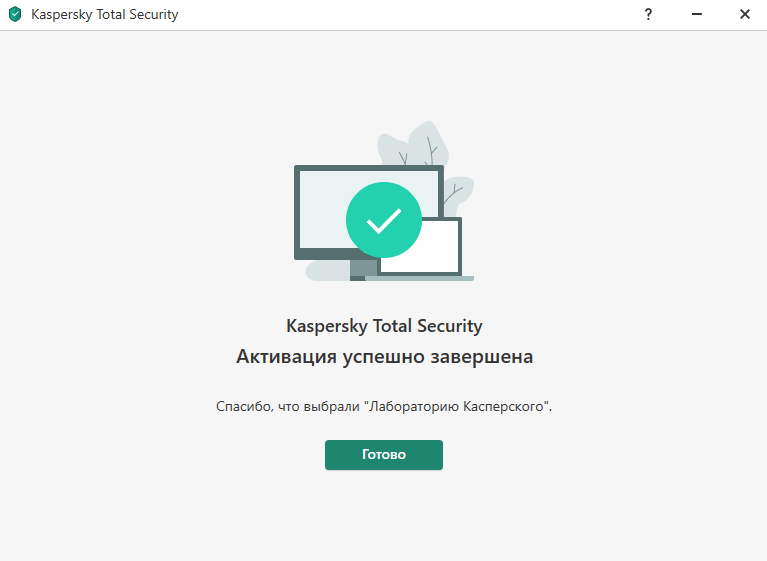 Kaspersky Total Security
?
Kaspersky Total Security
Активация успешно завершена
Спасибо, что выбрали "Лабораторию Касперского".
Готово